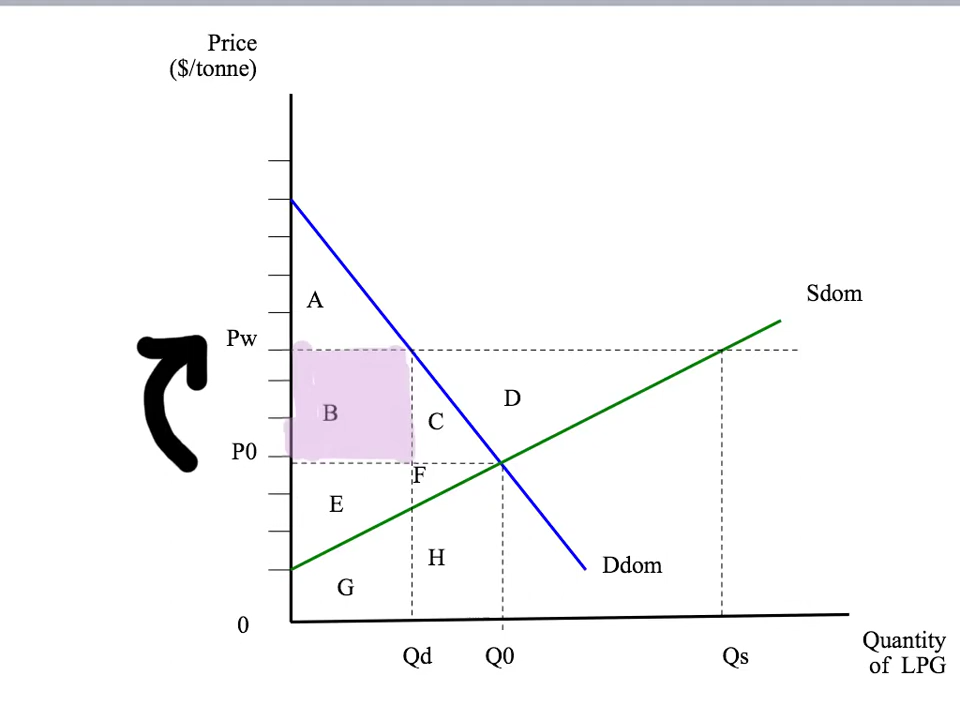 Price
($/tonne)
A
Sdom
Pw
B
C
D
P0
F
E
H
G
Ddom
0
Qd
Q0
Qs
Quantity
of LPG